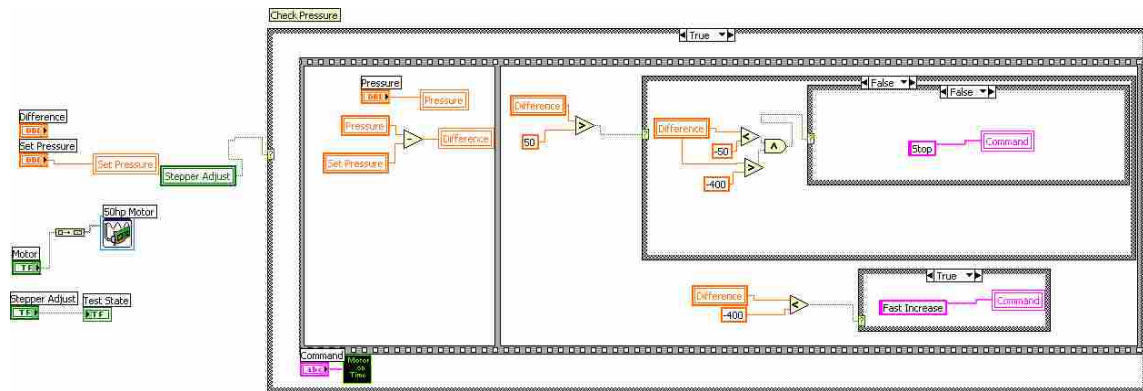 Check Pressure
True
Pressure
DBL
Pressure
Pressure
Set Pressure
Difference
Difference
50
False
Difference
-50
-400
False
Stop
Command
Difference
DBL
Set Pressure
DBL
Set Pressure
Stepper Adjust
50hp Motor
Motor
TF
Stepper Adjust
TF
Test State
TF
Difference
-400
True
Fast Increase
Command
Command
abc
Motor
on
Time